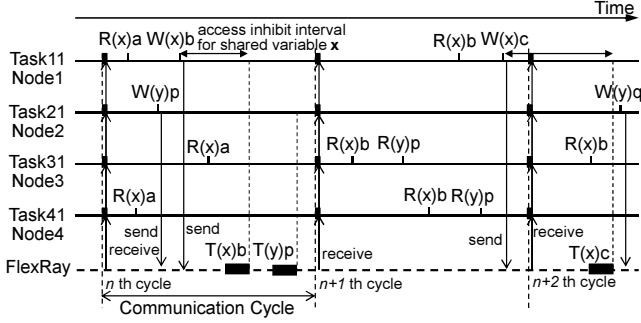 Time
access inhibit interval
for shared variable x
R(x)a W(x)b R(x)b W(x)c
Task11
Node1
W(y)p W(y)q
Task21
Node2
R(x)a R(x)b R(y)p R(x)b
Task31
Node3
R(x)a R(x)b R(y)p
Task41
Node4
send send send
receive receive receive
T(x)b T(y)p T(x)c
FlexRay
n th cycle n+1 th cycle n+2 th cycle
Communication Cycle